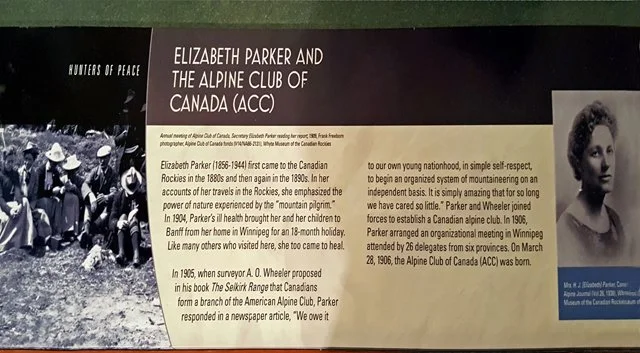 HUNTERS OF PEACE
ELIZABETH PARKER AND
THE ALPINE CLUB OF
CANADA (ACC)
Annual meeting of Alpine Club of Canada, Secretary Elizabeth Parker reading her report, 1909, Frank Freeborn
photographer, Alpine Club of Canada fonds Whyte Museum of the Canadian Rockies
Elizabeth Parker (1856-1944) first came to the Canadian
Rockies in the 1880s and then again in the 1890s. In her
accounts of her travels in the Rockies, she emphasized the
power of nature experienced by the "mountain pilgrim."
In 1904, Parker's ill health brought her and her children to
Banff from her home in Winnipeg for an 18-month holiday.
Like many others who visited here, she too came to heal.
In 1905, when surveyor A. O. Wheeler proposed
in his book The Selkirk Range that Canadians
form a branch of the American Alpine Club, Parker
responded in a newspaper article, "We owe it
to our own young nationhood, in simple self-respect,
to begin an organized system of mountaineering on an
independent basis. It is simply amazing that for so long
we have cared so little." Parker and Wheeler joined
forces to establish a Canadian alpine club. In 1906,
Parker arranged an organizational meeting in Winnipeg
attended by 26 delegates from six provinces. On March
28, 1906, the Alpine Club of Canada (ACC) was born.
Mrs. H. J. (Elizabeth) Parker,
Alpine Journal
Museum of the Canadian Rockies